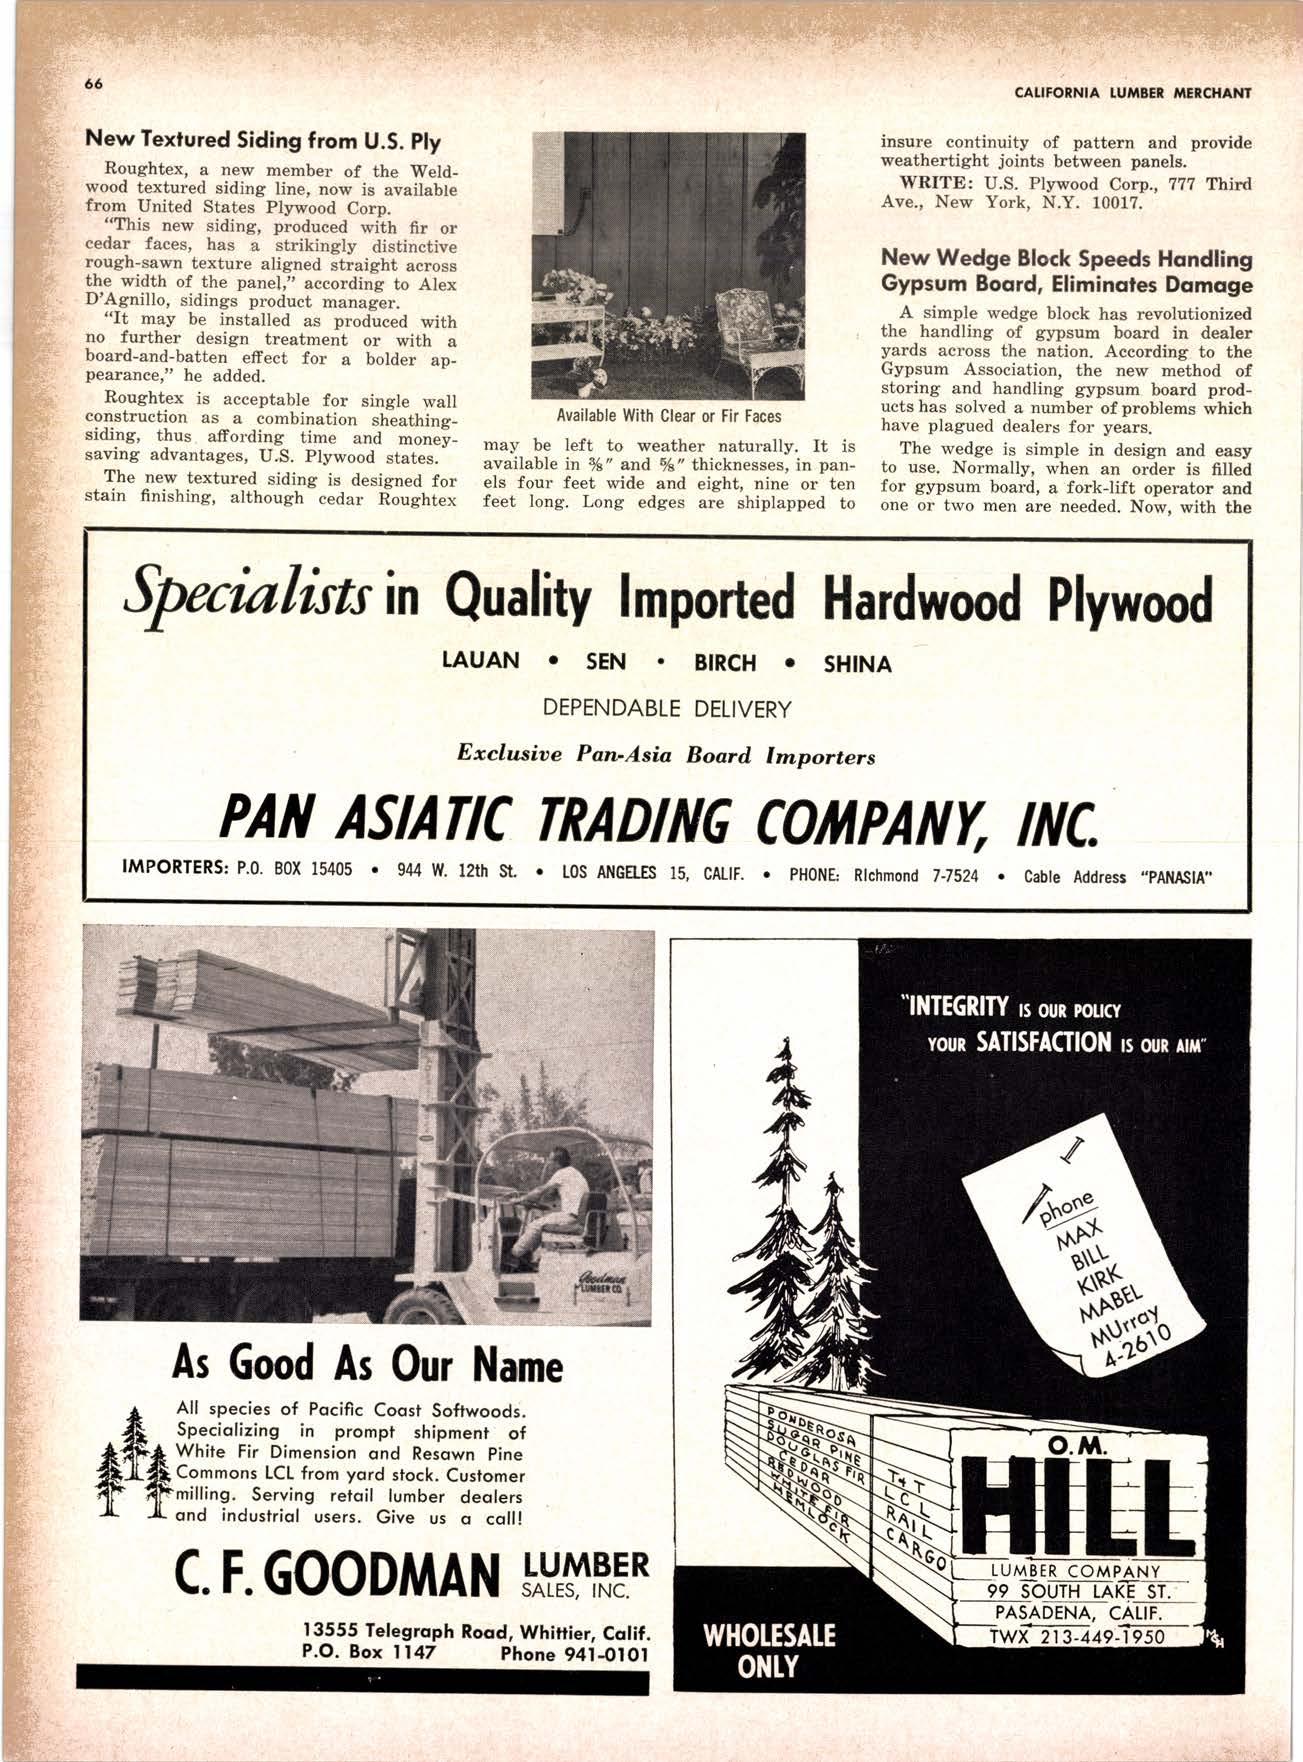 66
CALIFORNIA LUMBER MERCHANT
New Textured Siding from U.S. Ply
Roughtex, a new member of the Weld-
wood textured siding line, now is available
from United States Plywood Corp.
“This new siding, produced with fir or
cedar faces, has a strikingly distinctive
rough-sawn texture aligned straight across
the width of the panel,” according to Alex
D’Agnillo, sidings product manager.
“It may be installed as produced with
no further design treatment or with a
board-and-batten effect for a bolder ap-
pearance,” he added.
Roughtex is acceptable for single wall
construction as a combination sheathing-
siding, thus affording time and money-
saving advantages, U.S. Plywood states.
The new textured siding is designed for
stain finishing, although cedar Roughtex
Available With Clear or Fir Faces
may be left to weather naturally. It is
available in ⅜″ and ⅝″ thicknesses, in pan-
els four feet wide and eight, nine or ten
feet long. Long edges are shiplapped to
insure continuity of pattern and provide
weathertight joints between panels.
WRITE: U.S. Plywood Corp., 777 Third
Ave., New York, N.Y. 10017.
New Wedge Block Speeds Handling
Gypsum Board, Eliminates Damage
A simple wedge block has revolutionized
the handling of gypsum board in dealer
yards across the nation. According to the
Gypsum Association, the new method of
storing and handling gypsum board prod-
ucts has solved a number of problems which
have plagued dealers for years.
The wedge is simple in design and easy
to use. Normally, when an order is filled
for gypsum board, a fork-lift operator and
one or two men are needed. Now, with the
Specialists in Quality Imported Hardwood Plywood
LAUAN • SEN • BIRCH • SHINA
DEPENDABLE DELIVERY
Exclusive Pan-Asia Board Importers
PAN ASIATIC TRADING COMPANY, INC.
IMPORTERS: P.O. BOX 15405 • 944 W. 12th St. • LOS ANGELES 15, CALIF. • PHONE: RIchmond 7-7524 • Cable Address “PANASIA”
Goodman
LUMBER CO.
As Good As Our Name
All species of Pacific Coast Softwoods.
Specializing in prompt shipment of
White Fir Dimension and Resawn Pine
Commons LCL from yard stock. Customer
milling. Serving retail lumber dealers
and industrial users. Give us a call!
C. F. GOODMAN LUMBER
SALES, INC.
13555 Telegraph Road, Whittier, Calif.
P.O. Box 1147 Phone 941-0101
“INTEGRITY IS OUR POLICY
YOUR SATISFACTION IS OUR AIM”
phone
MAX
BILL
KIRK
MABEL
MUrray
4-2610
PONDEROSA
SUGAR PINE
DOUGLAS FIR
CEDAR
REDWOOD
WHITE FIR
HEMLOCK
T & T
L C L
RAIL
CARGO
O.M.
HILL
LUMBER COMPANY
99 SOUTH LAKE ST.
PASADENA, CALIF.
TWX 213-449-1950
WHOLESALE
ONLY